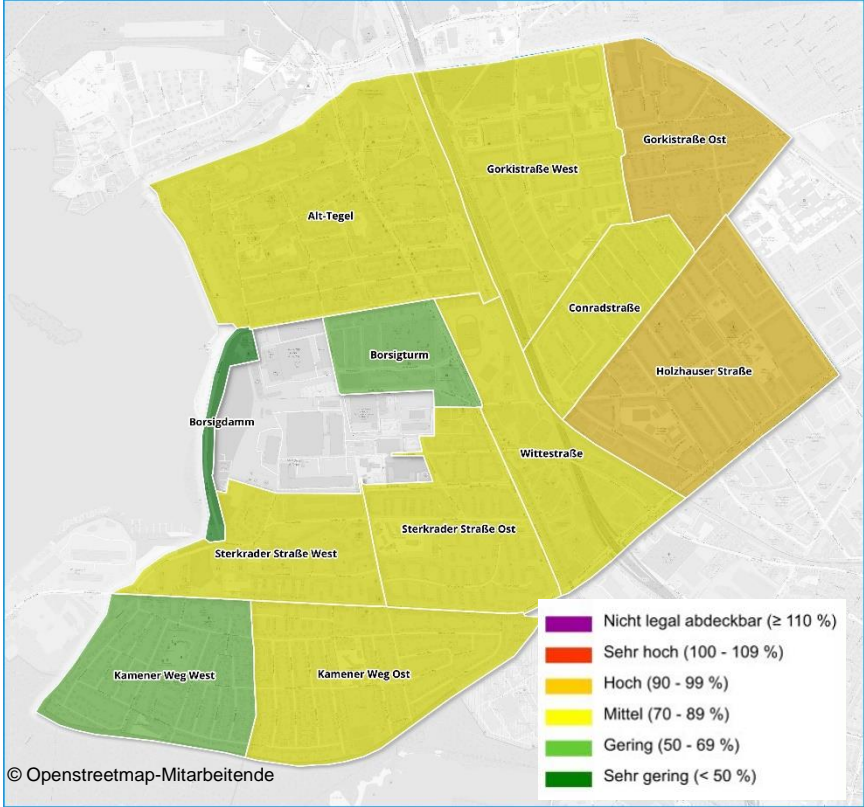 Gorkistraße Ost
Gorkistraße West
Alt-Tegel
Conradstraße
Borsigturm
Holzhauser Straße
Borsigdamm
Wittestraße
Sterkrader Straße Ost
Sterkrader Straße West
Kamener Weg West
Kamener Weg Ost
Nicht legal abdeckbar (≥ 110 %)
Sehr hoch (100 - 109 %)
Hoch (90 - 99 %)
Mittel (70 - 89 %)
Gering (50 - 69 %)
Sehr gering (< 50 %)
© Openstreetmap-Mitarbeitende